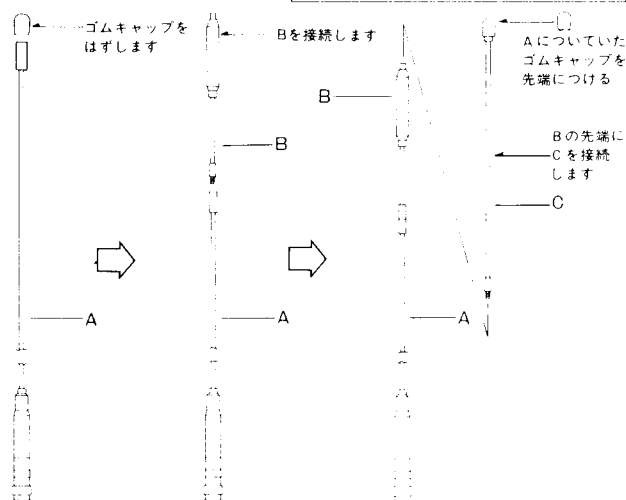 ゴムキャップを
はずします
Bを接続します
Aについていた
ゴムキャップを
先端につける
Bの先端に
Cを接続
します
A
B
A
B
A
C